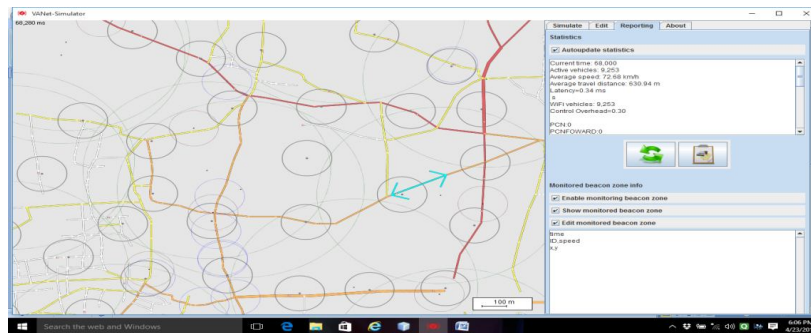 VANet-Simulator
68,280 ms
Simulate Edit Reporting About
Statistics
Autoupdate statistics
Current time: 68,000
Active vehicles: 9,253
Average speed: 72.68 km/h
Average travel distance: 630.94 m
Latency=0.34 ms
s
WiFi vehicles: 9,253
Control Overhead=0.30
PCN:0
PCNFOWARD:0
Monitored beacon zone info
Enable monitoring beacon zone
Show monitored beacon zone
Edit monitored beacon zone
time
ID,speed
x,y
100 m
Search the web and Windows
6:06 PM